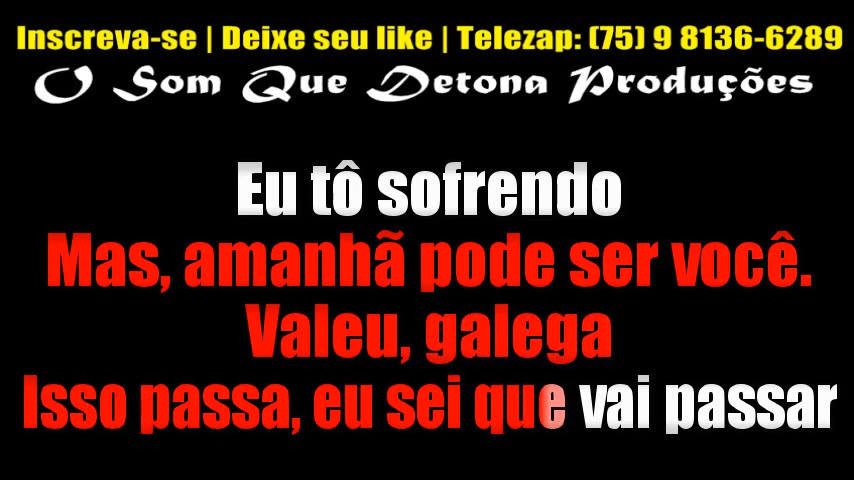 Inscreva-se | Deixe seu like | Telezap: (75) 9 8136-6289
O Som Que Detona Produções
Eu tô sofrendo
Mas, amanhã pode ser você.
Valeu, galega
Isso passa, eu sei que vai passar